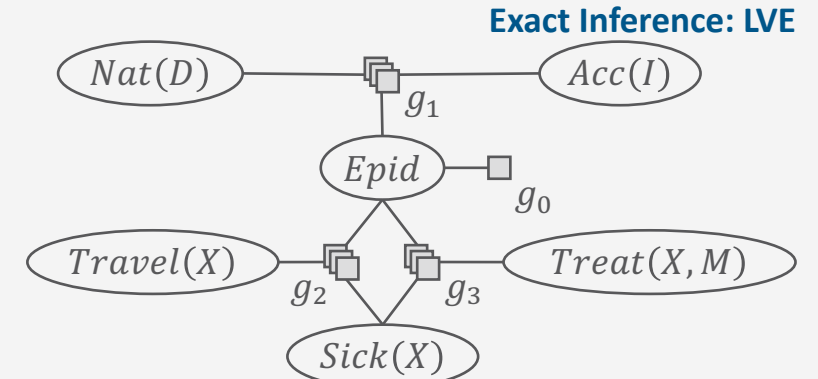 Exact Inference: LVE
Nat(D)
Acc(I)
g₁
Epid
g₀
Travel(X)
Treat(X, M)
g₂
g₃
Sick(X)